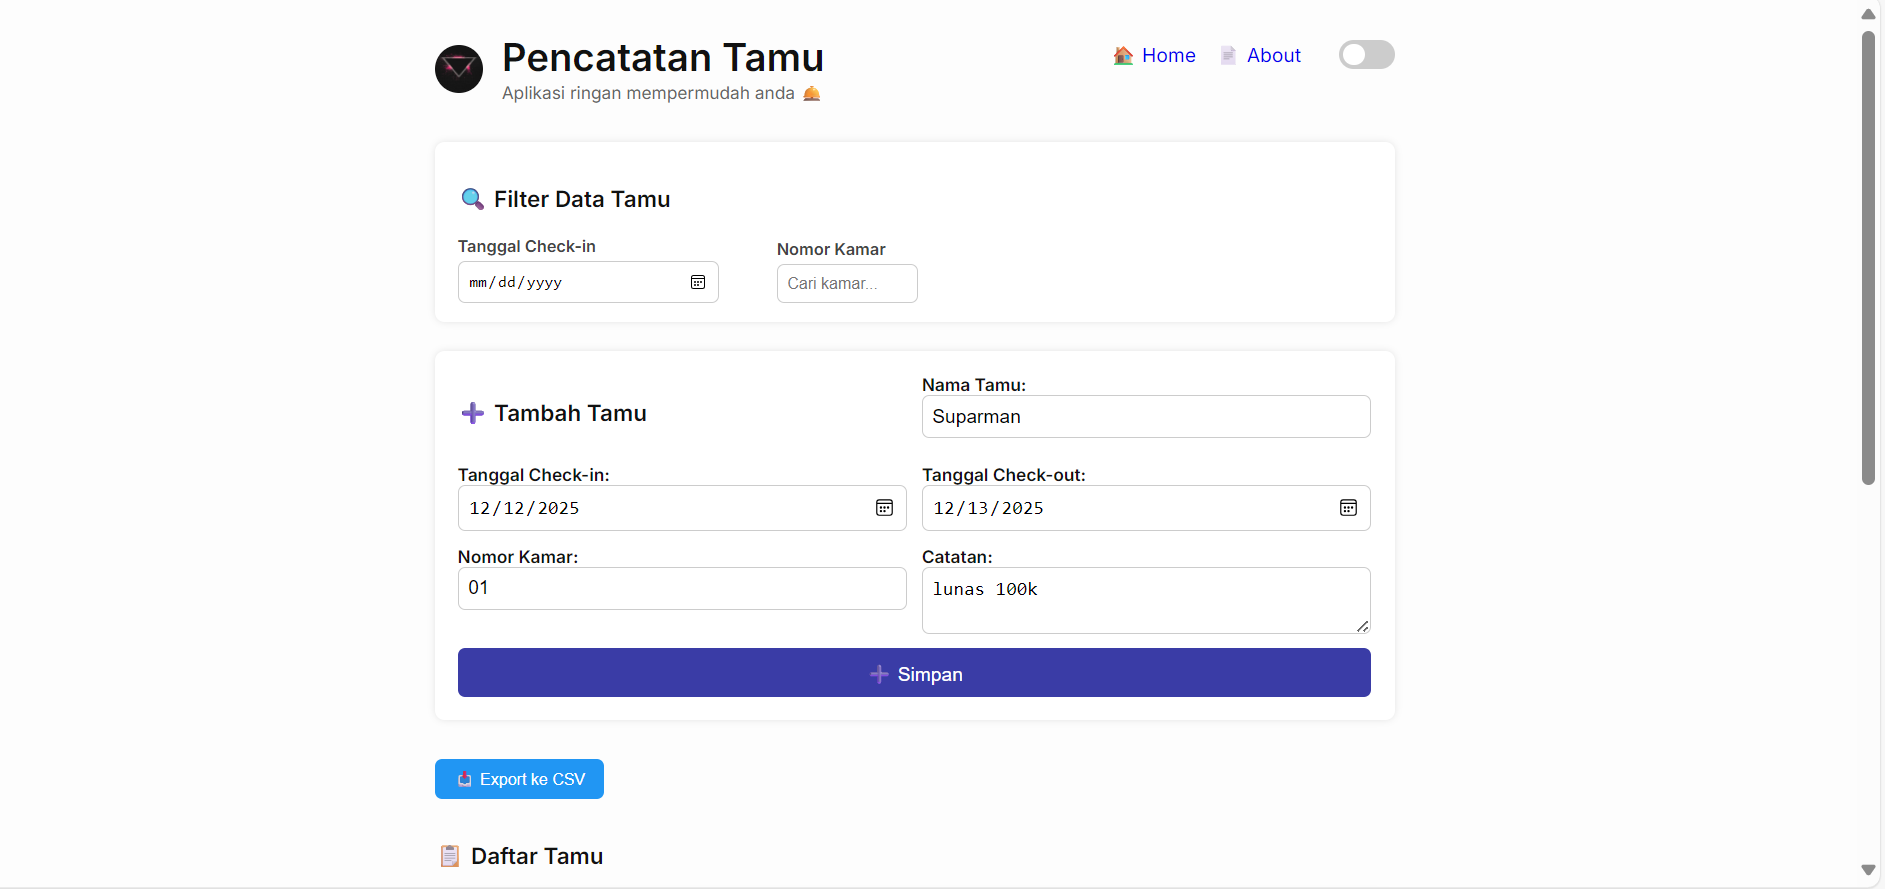 Pencatatan Tamu
Aplikasi ringan mempermudah anda
Home
About
Filter Data Tamu
Tanggal Check-in
mm/dd/yyyy
Nomor Kamar
Cari kamar...
Tambah Tamu
Nama Tamu:
Suparman
Tanggal Check-in:
12/12/2025
Tanggal Check-out:
12/13/2025
Nomor Kamar:
01
Catatan:
lunas 100k
Simpan
Export ke CSV
Daftar Tamu